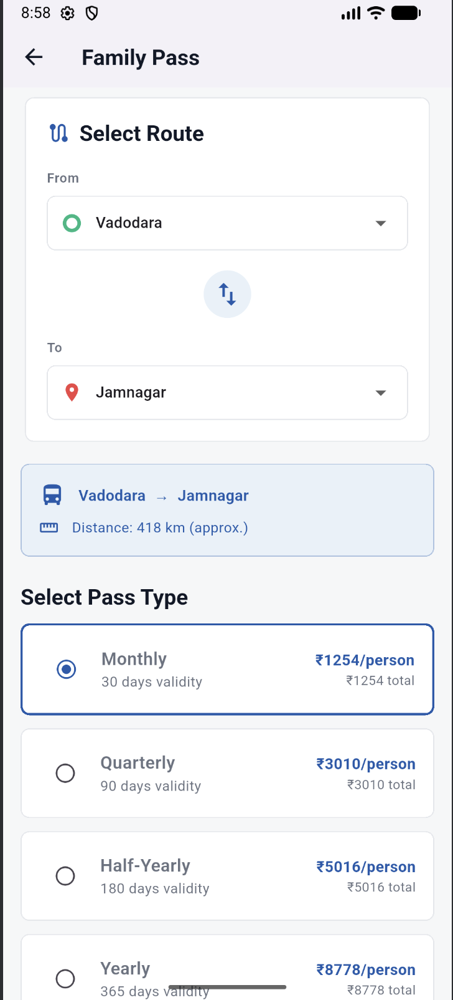 8:58
Family Pass
Select Route
From
Vadodara
To
Jamnagar
Vadodara → Jamnagar
Distance: 418 km (approx.)
Select Pass Type
Monthly
₹1254/person
30 days validity
₹1254 total
Quarterly
₹3010/person
90 days validity
₹3010 total
Half-Yearly
₹5016/person
180 days validity
₹5016 total
Yearly
₹8778/person
365 days validity
₹8778 total